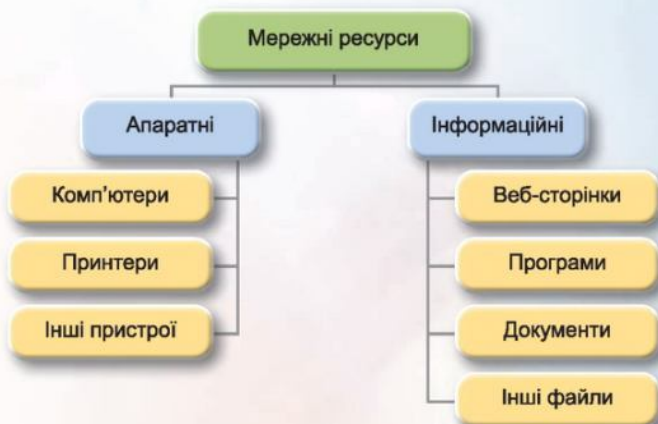 Мережні ресурси
Апаратні
Комп’ютери
Принтери
Інші пристрої
Інформаційні
Веб-сторінки
Програми
Документи
Інші файли